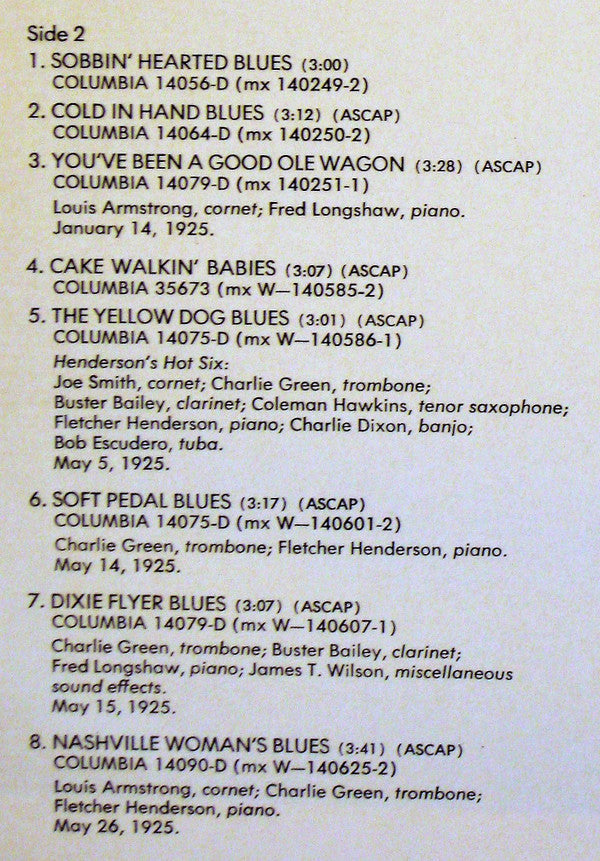 Side 2
1. SOBBIN' HEARTED BLUES (3:00)
COLUMBIA 14056-D (mx 140249-2)
2. COLD IN HAND BLUES (3:12) (ASCAP)
COLUMBIA 14064-D (mx 140250-2)
3. YOU'VE BEEN A GOOD OLE WAGON (3:28) (ASCAP)
COLUMBIA 14079-D (mx 140251-1)
Louis Armstrong, cornet; Fred Longshaw, piano.
January 14, 1925.
4. CAKE WALKIN' BABIES (3:07) (ASCAP)
COLUMBIA 35673 (mx W—140585-2)
5. THE YELLOW DOG BLUES (3:01) (ASCAP)
COLUMBIA 14075-D (mx W—140586-1)
Henderson's Hot Six:
Joe Smith, cornet; Charlie Green, trombone;
Buster Bailey, clarinet; Coleman Hawkins, tenor saxophone;
Fletcher Henderson, piano; Charlie Dixon, banjo;
Bob Escudero, tuba.
May 5, 1925.
6. SOFT PEDAL BLUES (3:17) (ASCAP)
COLUMBIA 14075-D (mx W—140601-2)
Charlie Green, trombone; Fletcher Henderson, piano.
May 14, 1925.
7. DIXIE FLYER BLUES (3:07) (ASCAP)
COLUMBIA 14079-D (mx W—140607-1)
Charlie Green, trombone; Buster Bailey, clarinet;
Fred Longshaw, piano; James T. Wilson, miscellaneous
sound effects.
May 15, 1925.
8. NASHVILLE WOMAN'S BLUES (3:41) (ASCAP)
COLUMBIA 14090-D (mx W—140625-2)
Louis Armstrong, cornet; Charlie Green, trombone;
Fletcher Henderson, piano.
May 26, 1925.